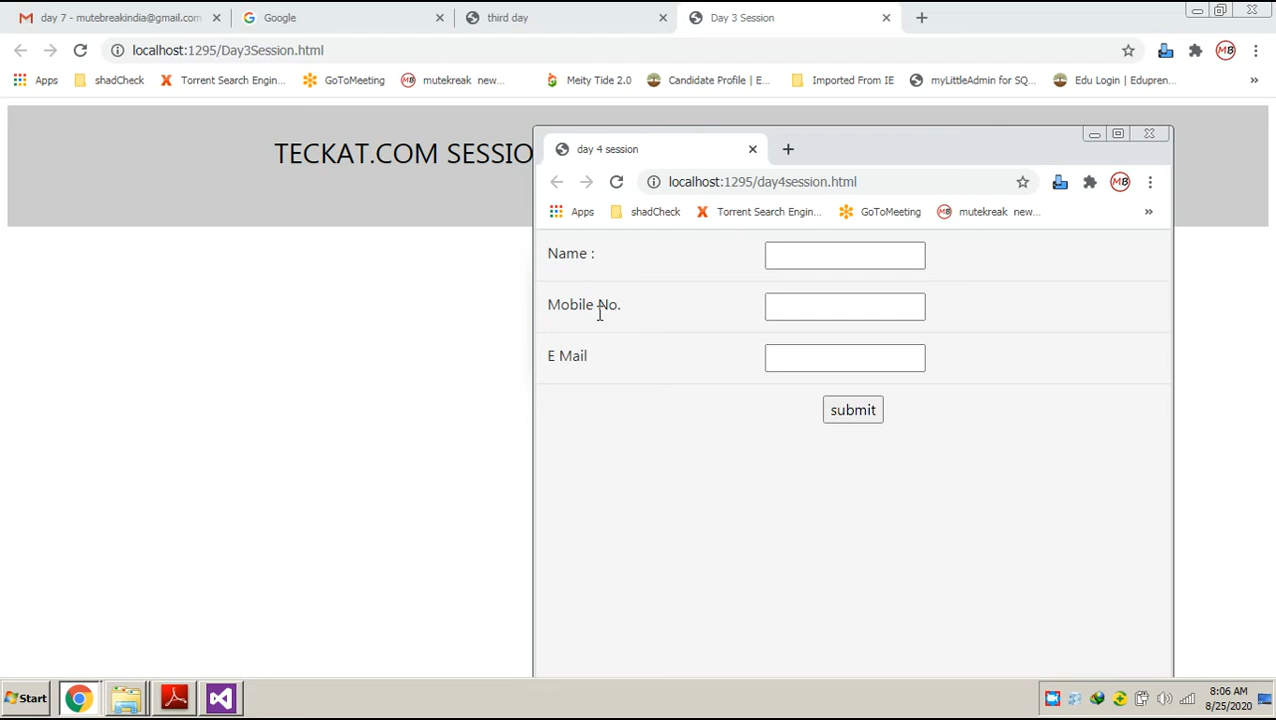 day 7 - mutebreakindia@gmail.com
Google
third day
Day 3 Session
localhost:1295/Day3Session.html
MB
Apps
shadCheck
Torrent Search Engin...
GoToMeeting
mutekreak new...
Meity Tide 2.0
Candidate Profile | E...
Imported From IE
myLittleAdmin for SQ...
Edu Login | Edupren...
»
TECKAT.COM SESSIO
day 4 session
localhost:1295/day4session.html
MB
Apps
shadCheck
Torrent Search Engin...
GoToMeeting
mutekreak new...
»
Name :
Mobile No.
E Mail
submit
Start
8:06 AM
8/25/2020